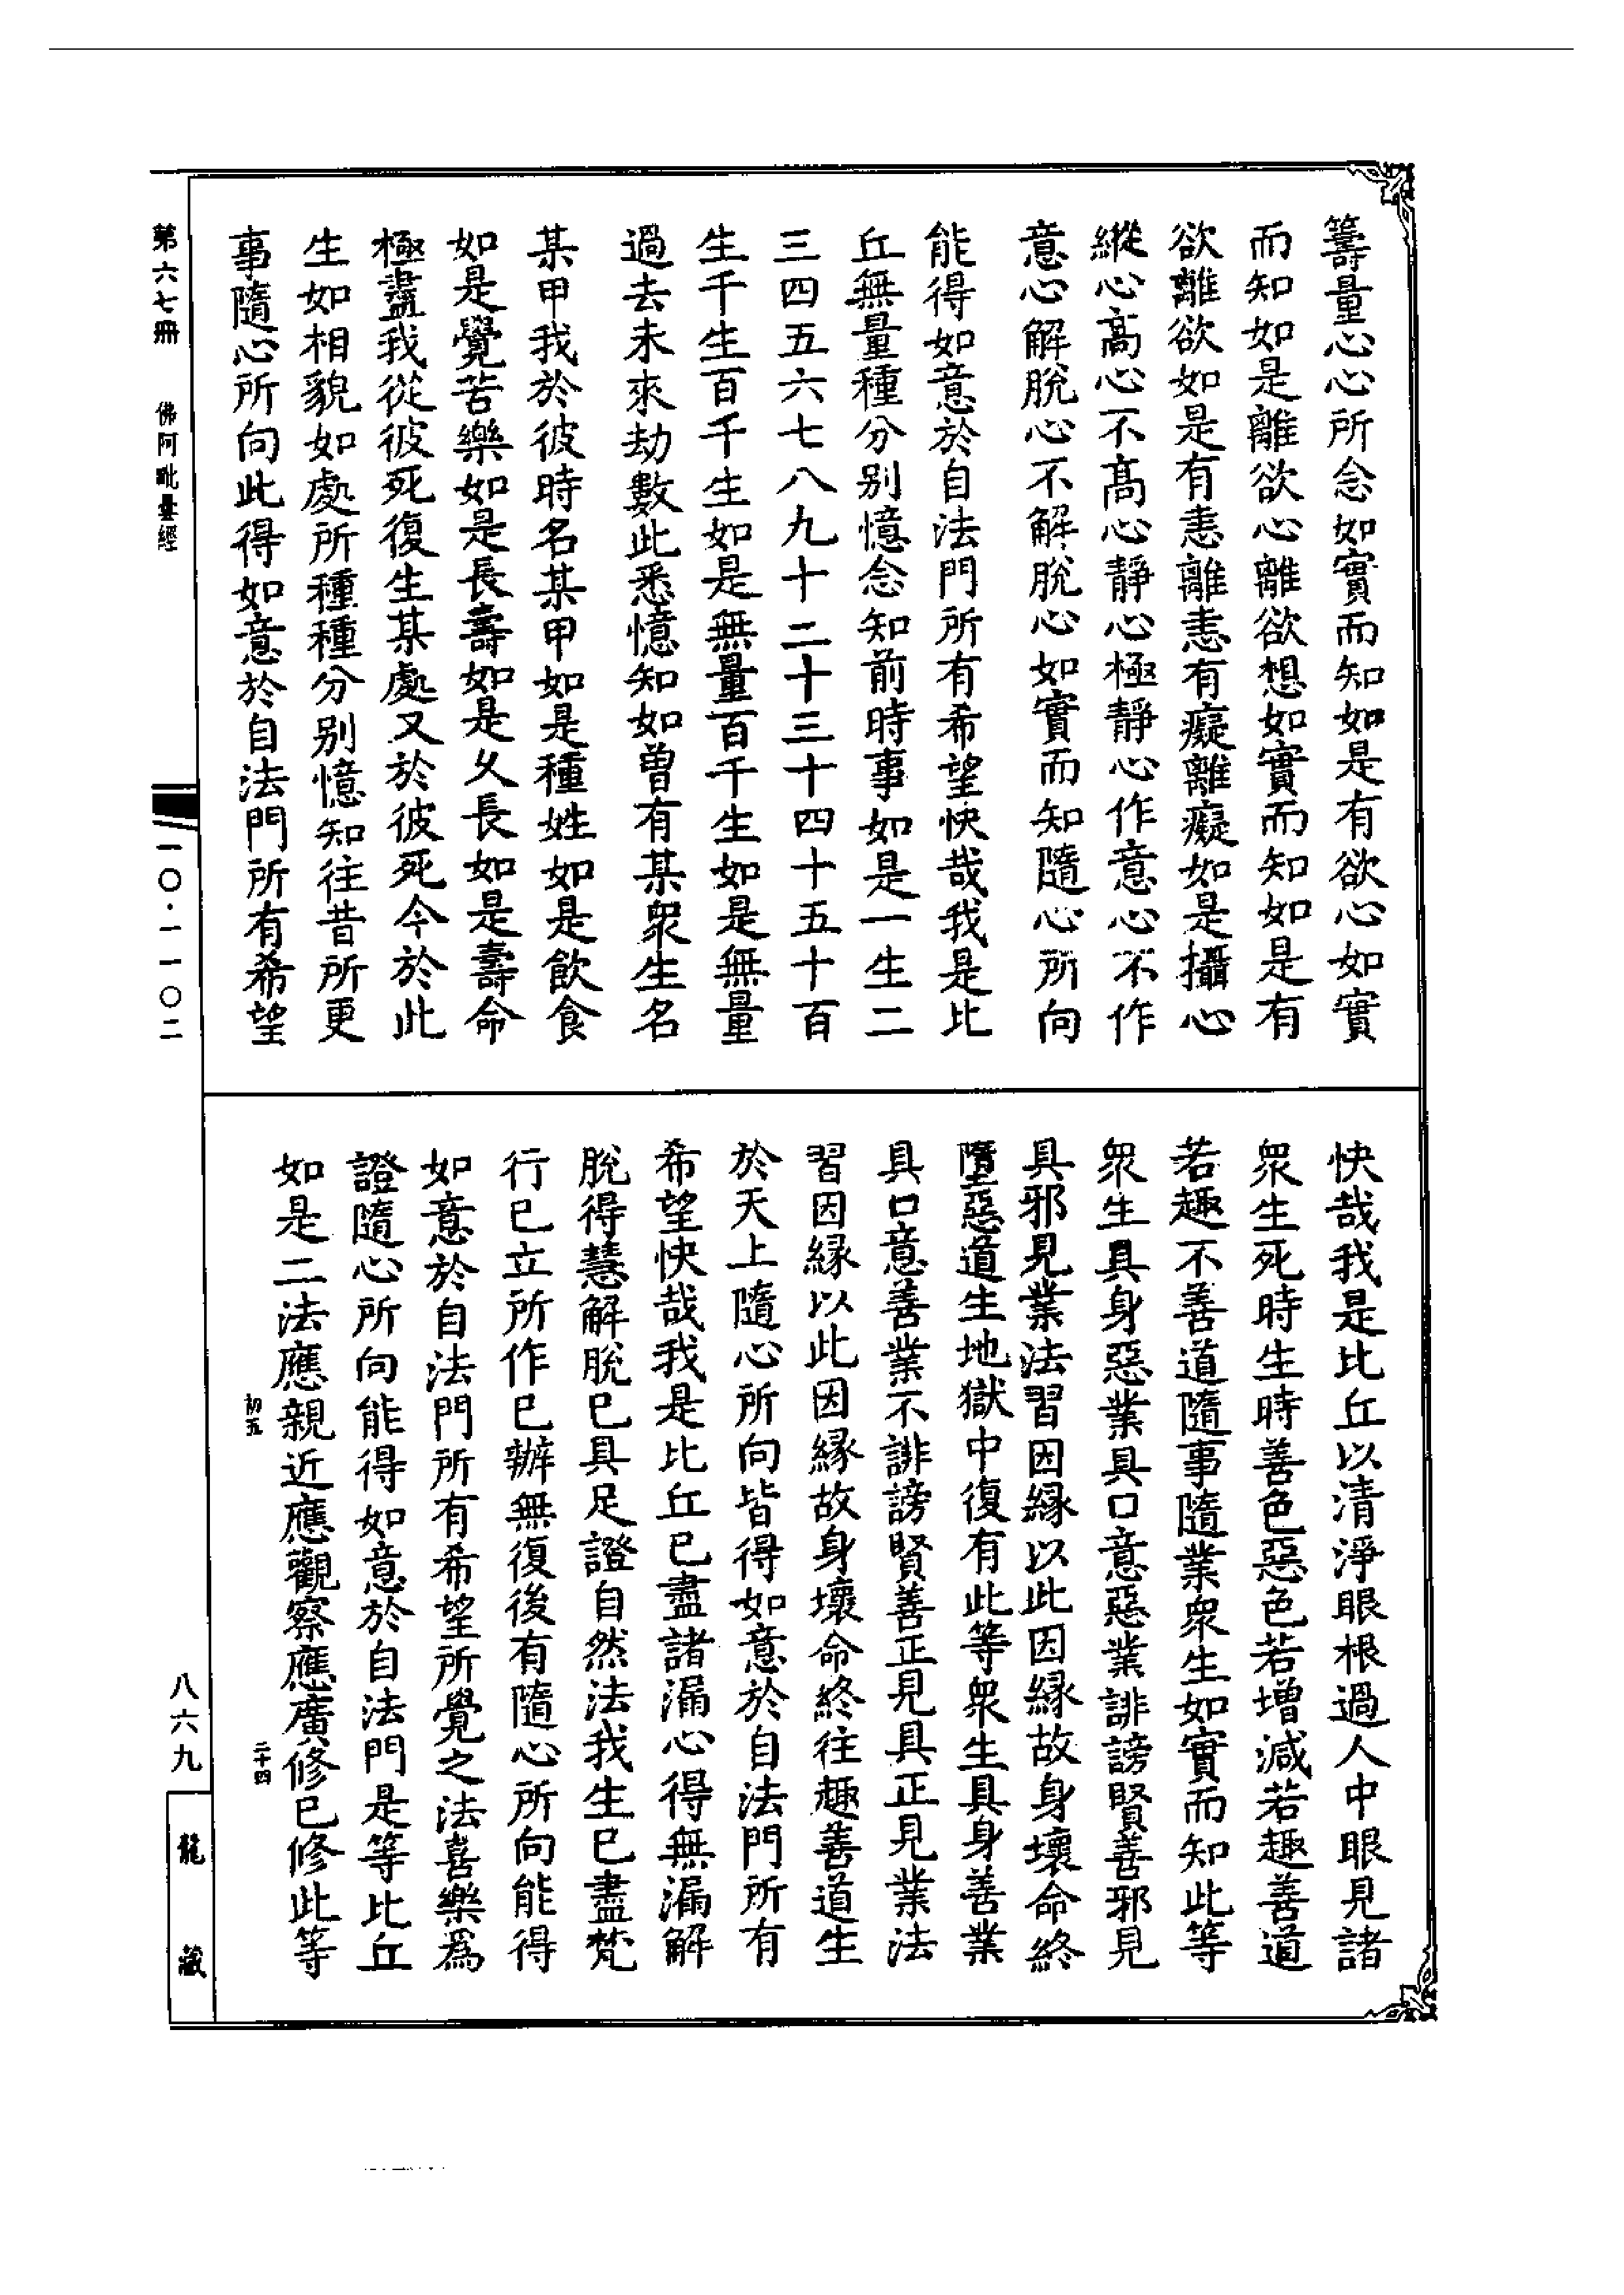 籌量心心所念如實而知如是有欲心如實
而知如是離欲心離欲想如實而知如是有
欲離欲如是有恚離恚有癡離癡如是攝心
縱心高心不高心靜心極靜心作意心不作
意心解脫心不解脫心如實而知隨心所向
能得如意於自法門所有希望快哉我是比
丘無量種分別憶念知前時事如是一生二
三四五六七八九十二十三十四十五十百
生千生百千生如是無量百千生如是無量
過去未來劫數此悉憶知如曾有某衆生名
某甲我於彼時名某甲如是種姓如是飲食
如是覺苦樂如是長壽如是久長如是壽命
極盡我從彼死復生某處又於彼死今於此
生如相貌如處所種種分別憶知往昔所更
事隨心所向此得如意於自法門所有希望
快哉我是比丘以清淨眼根過人中眼見諸
衆生死時生時善色惡色若增減若趣善道
若趣不善道隨事隨業衆生如實而知此等
衆生具身惡業具口意惡業誹謗賢善邪見
具邪見業法習因緣以此因緣故身壞命終
墮惡道生地獄中復有此等衆生具身善業
具口意善業不誹謗賢善正見具正見業法
習因緣以此因緣故身壞命終往趣善道生
於天上隨心所向皆得如意於自法門所有
希望快哉我是比丘已盡諸漏心得無漏解
脫得慧解脫已具足證自然法我生已盡梵
行已立所作已辦無復後有隨心所向能得
如意於自法門所有希望所覺之法喜樂爲
證隨心所向能得如意於自法門是等比丘
如是二法應親近應觀察應廣修已修此等
初五
二十四
第六七冊
佛阿毗曇經
一〇·一一〇二
八六九
龍藏